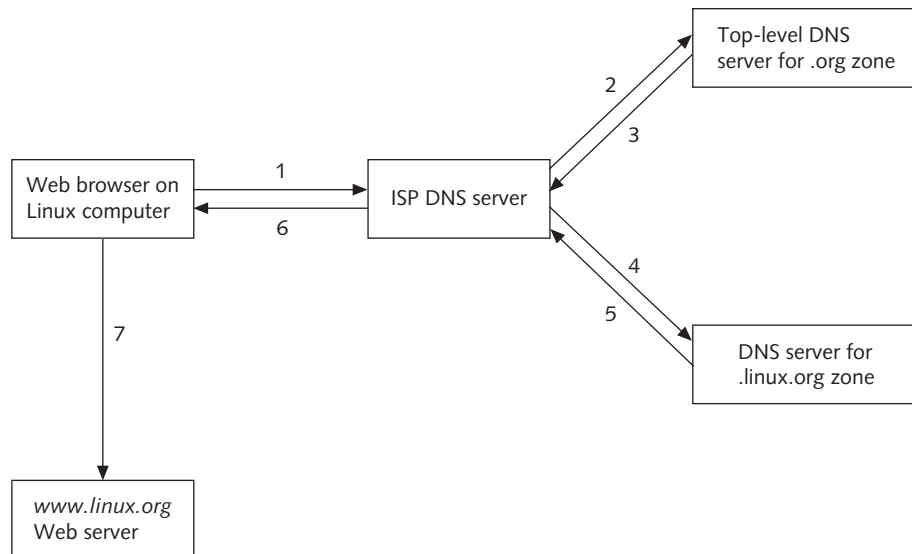 Top-level DNS
server for .org zone
2
3
Web browser on
Linux computer
1
6
ISP DNS server
4
5
7
DNS server for
.linux.org zone
www.linux.org
Web server